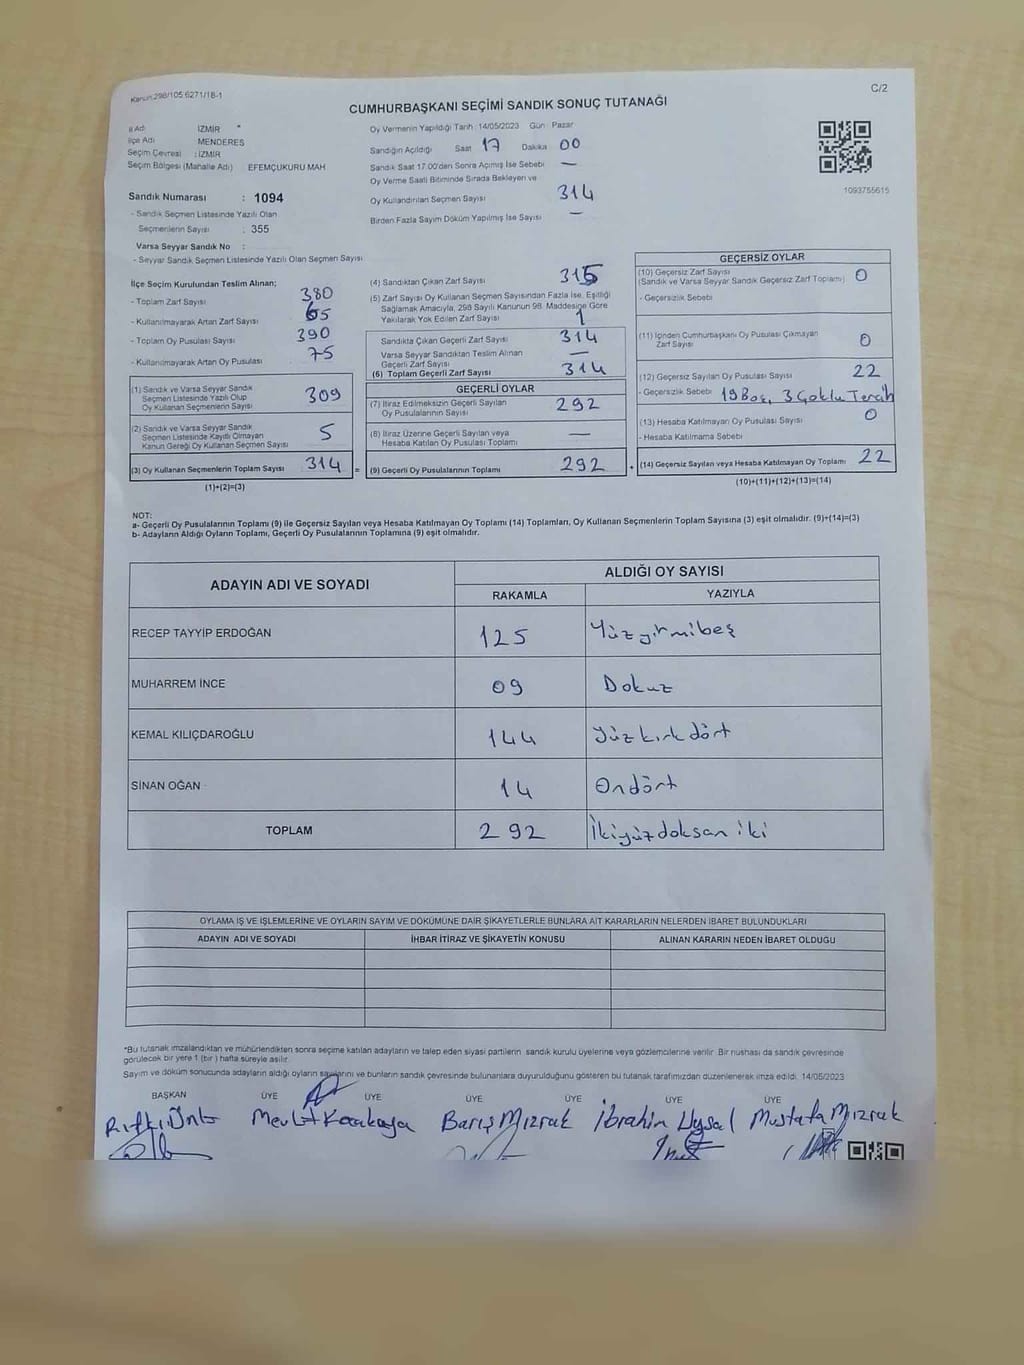 Kanun:298/105 6271/18-1
C/2
CUMHURBAŞKANI SEÇİMİ SANDIK SONUÇ TUTANAĞI
İl Adı İZMİR
İlçe Adı MENDERES
Seçim Çevresi : İZMİR
Seçim Bölgesi (Mahalle Adı) EFEMÇUKURU MAH
Sandık Numarası : 1094
- Sandık Seçmen Listesinde Yazılı Olan
Seçmenlerin Sayısı : 355
Varsa Seyyar Sandık No :
- Seyyar Sandık Seçmen Listesinde Yazılı Olan Seçmen Sayısı
Oy Vermenin Yapıldığı Tarih : 14/05/2023 Gün : Pazar
Sandığın Açıldığı Saat 17 Dakika 00
Sandık Saat 17.00'den Sonra Açılmış İse Sebebi —
Oy Verme Saati Bitiminde Sırada Bekleyen ve
Oy Kullandırılan Seçmen Sayısı 314
Birden Fazla Sayım Döküm Yapılmış İse Sayısı —
1093755615
İlçe Seçim Kurulundan Teslim Alınan;
- Toplam Zarf Sayısı 380
- Kullanılmayarak Artan Zarf Sayısı 65
- Toplam Oy Pusulası Sayısı 390
- Kullanılmayarak Artan Oy Pusulası 75
(1) Sandık ve Varsa Seyyar Sandık
Seçmen Listesinde Yazılı Olup
Oy Kullanan Seçmenlerin Sayısı 309
(2) Sandık ve Varsa Seyyar Sandık
Seçmen Listesinde Kayıtlı Olmayan
Kanun Gereği Oy Kullanan Seçmen Sayısı 5
(3) Oy Kullanan Seçmenlerin Toplam Sayısı 314 =
(1)+(2)=(3)
(4) Sandıktan Çıkan Zarf Sayısı 315
(5) Zarf Sayısı Oy Kullanan Seçmen Sayısından Fazla İse, Eşitliği
Sağlamak Amacıyla, 298 Sayılı Kanunun 98. Maddesine Göre
Yakılarak Yok Edilen Zarf Sayısı 1
Sandıkta Çıkan Geçerli Zarf Sayısı 314
Varsa Seyyar Sandıktan Teslim Alınan
Geçerli Zarf Sayısı —
(6) Toplam Geçerli Zarf Sayısı 314
GEÇERLİ OYLAR
(7) İtiraz Edilmeksizin Geçerli Sayılan
Oy Pusulalarının Sayısı 292
(8) İtiraz Üzerine Geçerli Sayılan veya
Hesaba Katılan Oy Pusulası Toplamı —
(9) Geçerli Oy Pusulalarının Toplamı 292 +
GEÇERSİZ OYLAR
(10) Geçersiz Zarf Sayısı
(Sandık ve Varsa Seyyar Sandık Geçersiz Zarf Toplamı) 0
- Geçersizlik Sebebi
(11) İçinden Cumhurbaşkanı Oy Pusulası Çıkmayan
Zarf Sayısı 0
(12) Geçersiz Sayılan Oy Pusulası Sayısı 22
- Geçersizlik Sebebi 19 Boş, 3 Çoklu Tercih
(13) Hesaba Katılmayan Oy Pusulası Sayısı 0
- Hesaba Katılmama Sebebi
(14) Geçersiz Sayılan veya Hesaba Katılmayan Oy Toplamı 22
(10)+(11)+(12)+(13)=(14)
NOT:
a- Geçerli Oy Pusulalarının Toplamı (9) ile Geçersiz Sayılan veya Hesaba Katılmayan Oy Toplamı (14) Toplamları, Oy Kullanan Seçmenlerin Toplam Sayısına (3) eşit olmalıdır. (9)+(14)=(3)
b- Adayların Aldığı Oyların Toplamı, Geçerli Oy Pusulalarının Toplamına (9) eşit olmalıdır.
ADAYIN ADI VE SOYADI
ALDIĞI OY SAYISI
RAKAMLA YAZIYLA
RECEP TAYYİP ERDOĞAN 125 Yüzyirmibeş
MUHARREM İNCE 09 Dokuz
KEMAL KILIÇDAROĞLU 144 Yüzkırkdört
SİNAN OĞAN 14 Ondört
TOPLAM 292 İkiyüzdoksaniki
OYLAMA İŞ VE İŞLEMLERİNE VE OYLARIN SAYIM VE DÖKÜMÜNE DAİR ŞİKAYETLERLE BUNLARA AİT KARARLARIN NELERDEN İBARET BULUNDUKLARI
ADAYIN ADI VE SOYADI İHBAR İTİRAZ VE ŞİKAYETİN KONUSU ALINAN KARARIN NEDEN İBARET OLDUĞU
*Bu tutanak imzalandıktan ve mühürlendikten sonra seçime katılan adayların ve talep eden siyasi partilerin sandık kurulu üyelerine veya gözlemcilerine verilir. Bir nüshası da sandık çevresinde
görülecek bir yere 1 (bir) hafta süreyle asılır.
Sayım ve döküm sonucunda adayların aldığı oyların sayılarını ve bunların sandık çevresinde bulunanlara duyurulduğunu gösteren bu tutanak tarafımızdan düzenlenerek imza edildi. 14/05/2023
BAŞKAN ÜYE ÜYE ÜYE ÜYE ÜYE ÜYE
Mevlüt Karakaya Barış Mızrak İbrahim Uysal Mustafa Mızrak